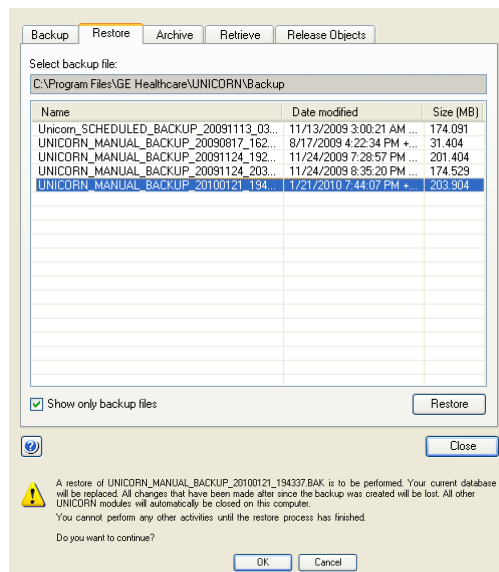 Backup Restore Archive Retrieve Release Objects
Select backup file:
C:\Program Files\GE Healthcare\UNICORN\Backup
Name Date modified Size (MB)
Unicorn_SCHEDULED_BACKUP_20091113_03... 11/13/2009 3:00:21 AM ... 174.091
UNICORN_MANUAL_BACKUP_20090817_162... 8/17/2009 4:22:34 PM +... 31.404
UNICORN_MANUAL_BACKUP_20091124_192... 11/24/2009 7:28:57 PM ... 201.404
UNICORN_MANUAL_BACKUP_20091124_203... 11/24/2009 8:35:20 PM ... 174.529
UNICORN_MANUAL_BACKUP_20100121_194... 1/21/2010 7:44:07 PM +... 203.904
Show only backup files Restore
Close
A restore of UNICORN_MANUAL_BACKUP_20100121_194337.BAK is to be performed. Your current database
will be replaced. All changes that have been made after since the backup was created will be lost. All other
UNICORN modules will automatically be closed on this computer.
You cannot perform any other activities until the restore process has finished.
Do you want to continue?
OK Cancel